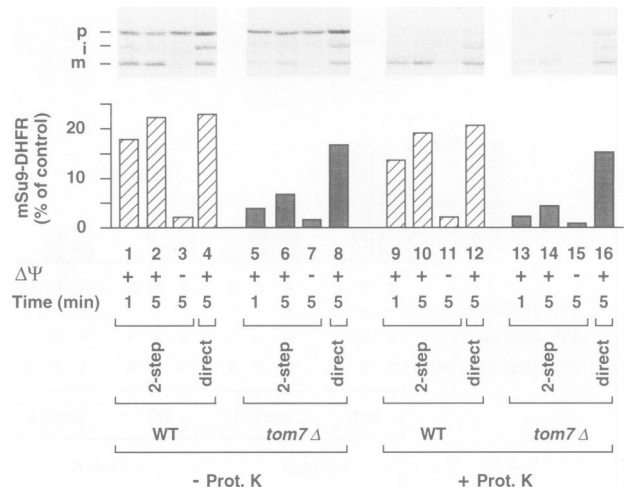 p
i
m
mSu9-DHFR
(% of control)
20
10
0
1 2 3 4 5 6 7 8 9 10 11 12 13 14 15 16
ΔΨ + + - + + + - + + + - + + + - +
Time (min) 1 5 5 5 1 5 5 5 1 5 5 5 1 5 5 5
2-step direct 2-step direct 2-step direct 2-step direct
WT tom7Δ WT tom7Δ
- Prot. K + Prot. K